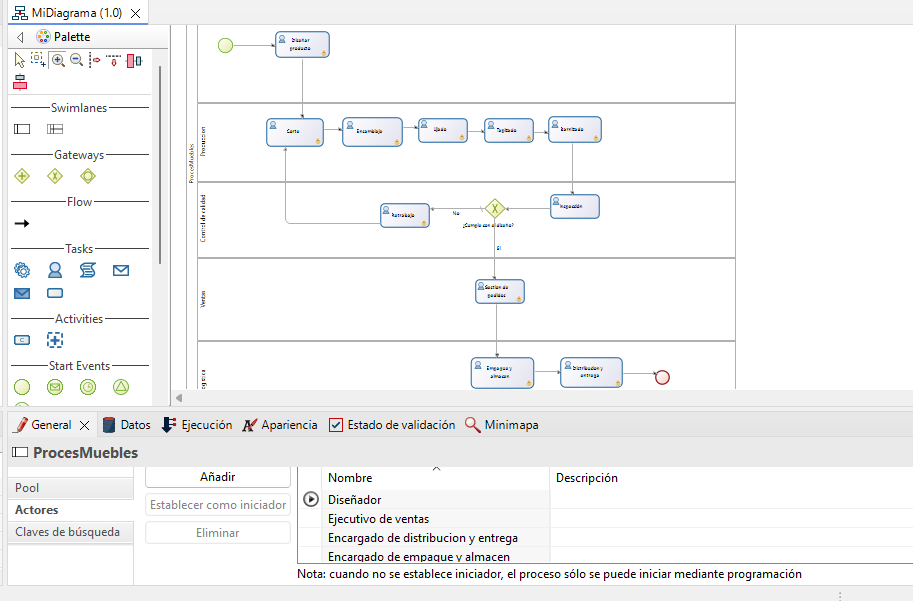 MiDiagrama (1.0)
Palette
Swimlanes
Gateways
Flow
Tasks
Activities
Start Events
ProcesMuebles
Diseñar
producto
Produccion
Corte
Ensamblaje
Lijado
Tapizado
Barnizado
Control de calidad
Retrabajo
No
¿Cumple con el diseño?
Si
Inspección
Ventas
Gestion de
pedidos
Empaque y
almacen
Distribucion y
entrega
General
Datos
Ejecución
Apariencia
Estado de validación
Minimapa
ProcesMuebles
Pool
Actores
Claves de búsqueda
Añadir
Establecer como iniciador
Eliminar
Nombre
Descripción
Diseñador
Ejecutivo de ventas
Encargado de distribucion y entrega
Encargado de empaque y almacen
Nota: cuando no se establece iniciador, el proceso sólo se puede iniciar mediante programación